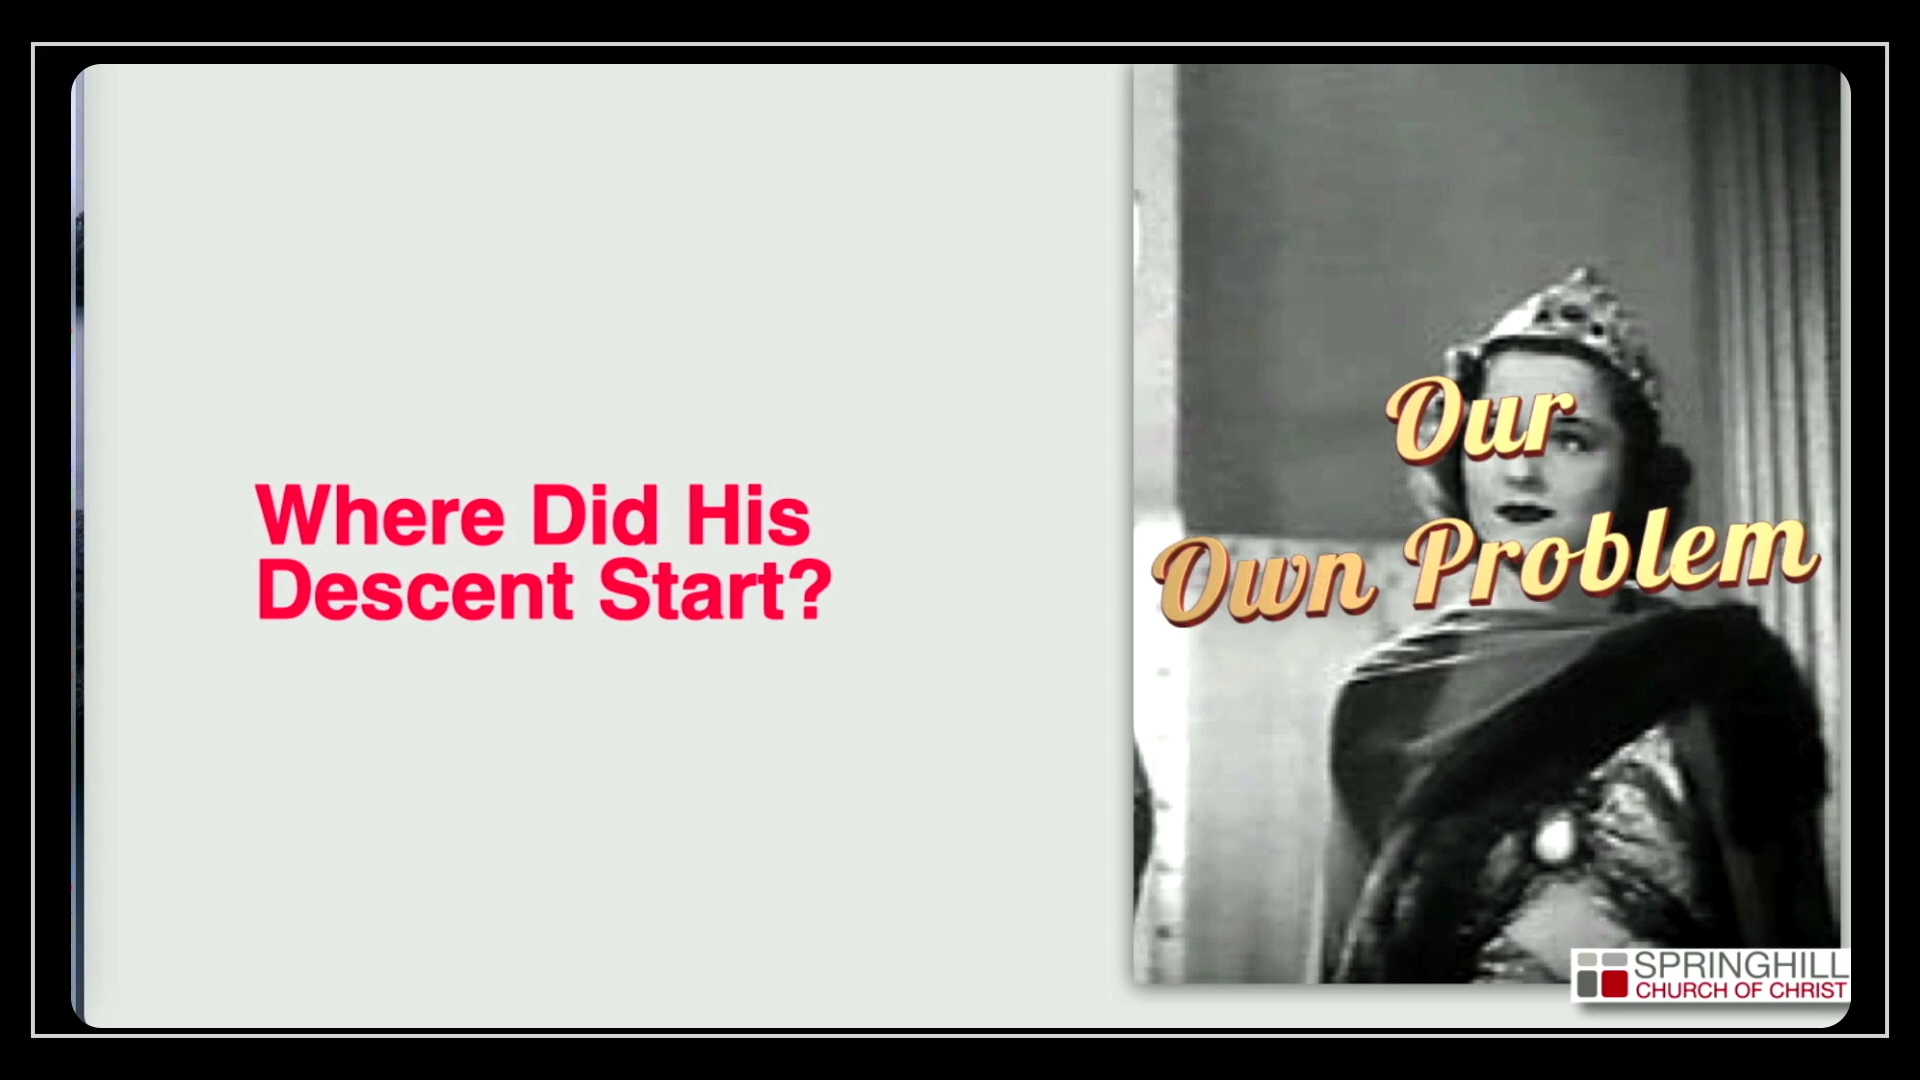 Where Did His
Descent Start?
Our
Own Problem
SPRINGHILL
CHURCH OF CHRIST